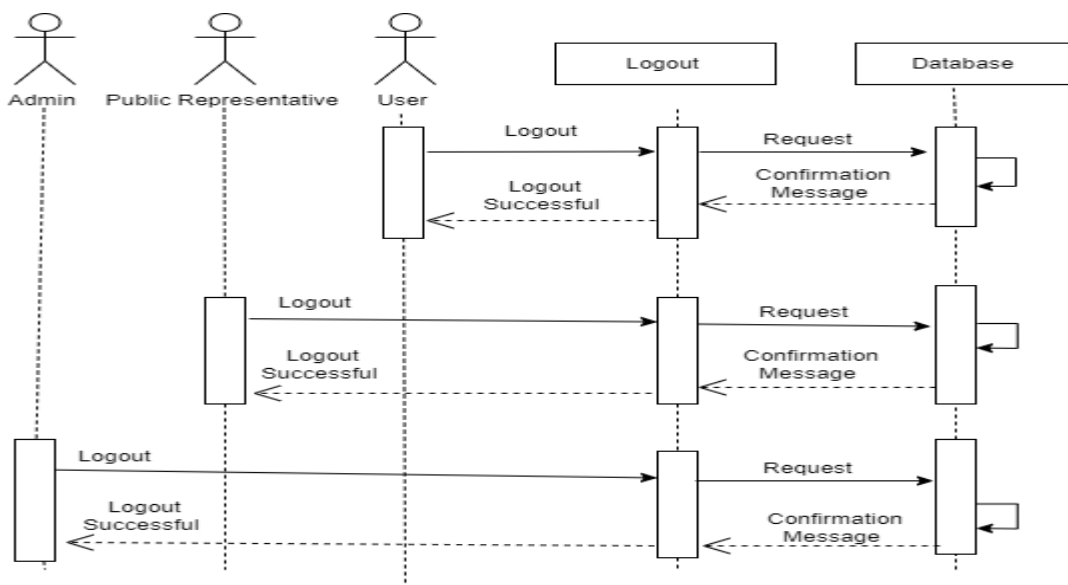 Logout
Database
Admin
Public Representative
User
Logout
Request
Confirmation
Message
Logout
Successful
Logout
Request
Confirmation
Message
Logout
Successful
Logout
Request
Confirmation
Message
Logout
Successful